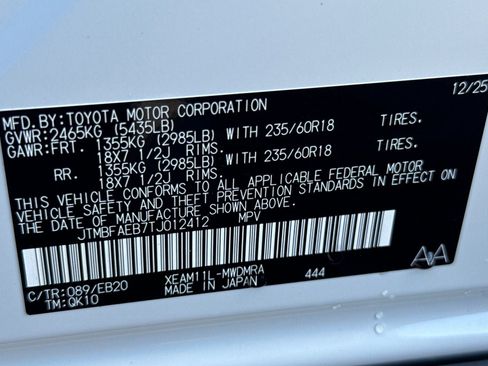 MFD.BY:TOYOTA MOTOR CORPORATION 12/25
GVWR:2465KG (5435LB)
GAWR:FRT. 1355KG (2985LB) WITH 235/60R18 TIRES.
18X7 1/2J RIMS.
RR. 1355KG (2985LB) WITH 235/60R18 TIRES.
18X7 1/2J RIMS.
THIS VEHICLE CONFORMS TO ALL APPLICABLE FEDERAL MOTOR
VEHICLE SAFETY AND THEFT PREVENTION STANDARDS IN EFFECT ON
THE DATE OF MANUFACTURE SHOWN ABOVE.
JTMBFAEB7TJ012412 MPV
C/TR:089/EB20 XEAM11L-MWDMRA 444 AA
TM:QK10 MADE IN JAPAN